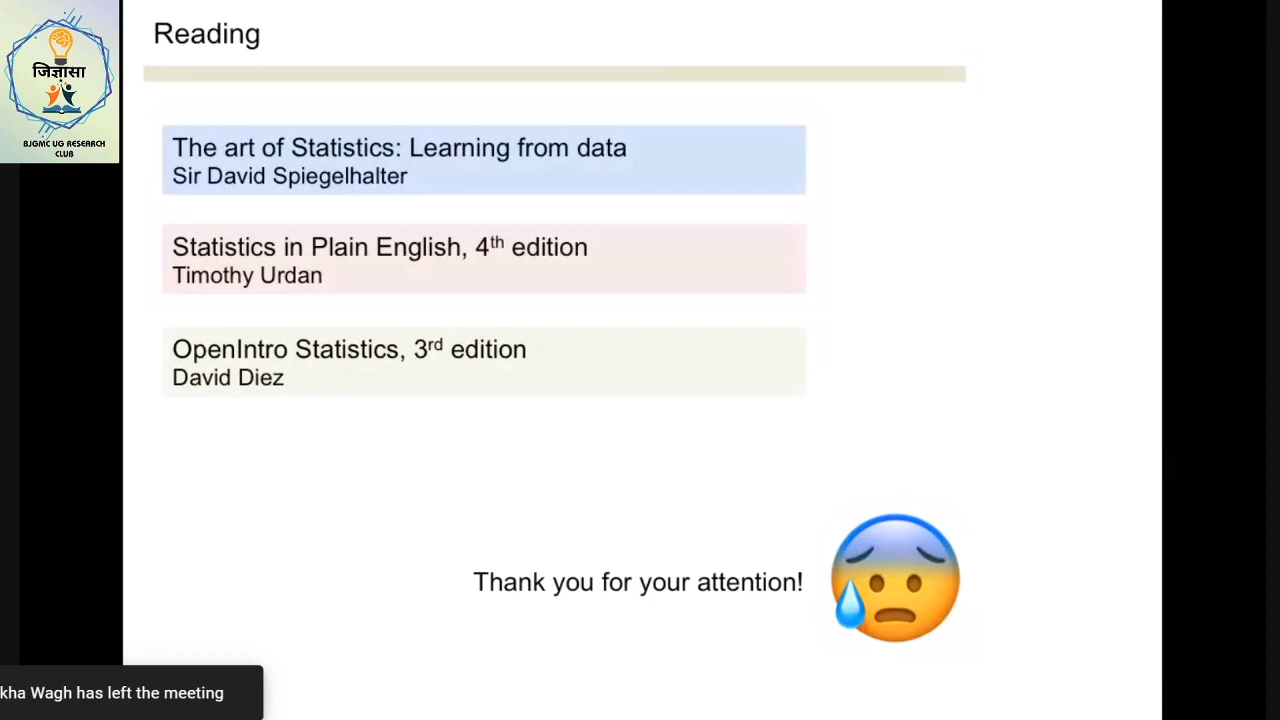 Reading
जिज्ञासा
BJGMC UG RESEARCH
CLUB
The art of Statistics: Learning from data
Sir David Spiegelhalter
Statistics in Plain English, 4th edition
Timothy Urdan
OpenIntro Statistics, 3rd edition
David Diez
Thank you for your attention!
kha Wagh has left the meeting